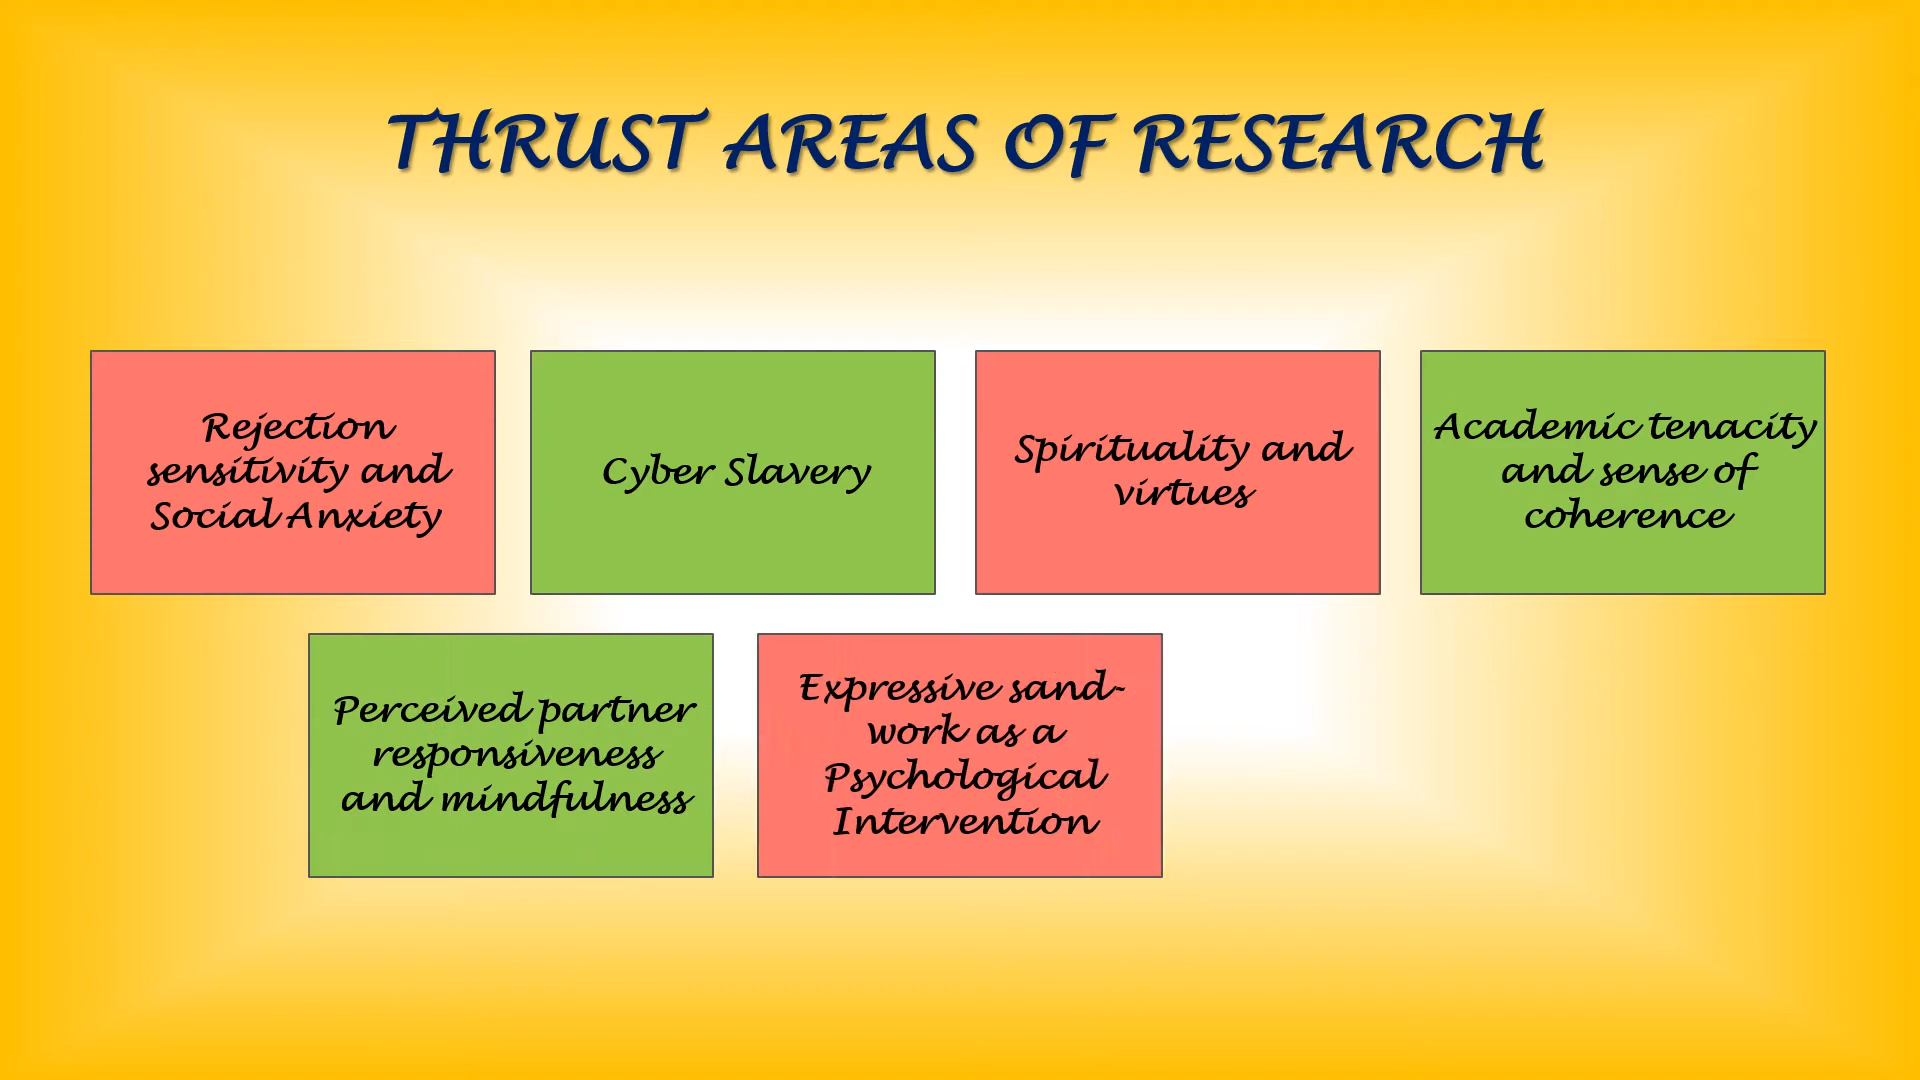 THRUST AREAS OF RESEARCH
Rejection
sensitivity and
Social Anxiety
Cyber Slavery
Spirituality and
virtues
Academic tenacity
and sense of
coherence
Perceived partner
responsiveness
and mindfulness
Expressive sand-
work as a
Psychological
Intervention